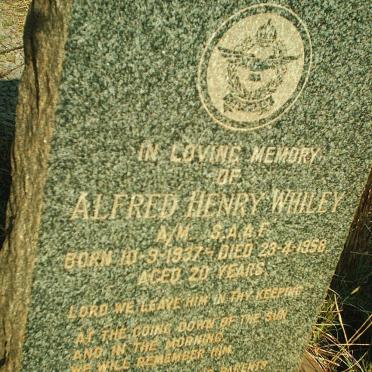 IN LOVING MEMORY
OF
ALFRED HENRY WHILEY
A/M S.A.A.F.
BORN 10-9-1937 - DIED 23-4-1958
AGED 20 YEARS.
LORD WE LEAVE HIM IN THY KEEPING
AT THE GOING DOWN OF THE SUN
AND IN THE MORNING,
WE WILL REMEMBER HIM.
PARENTS